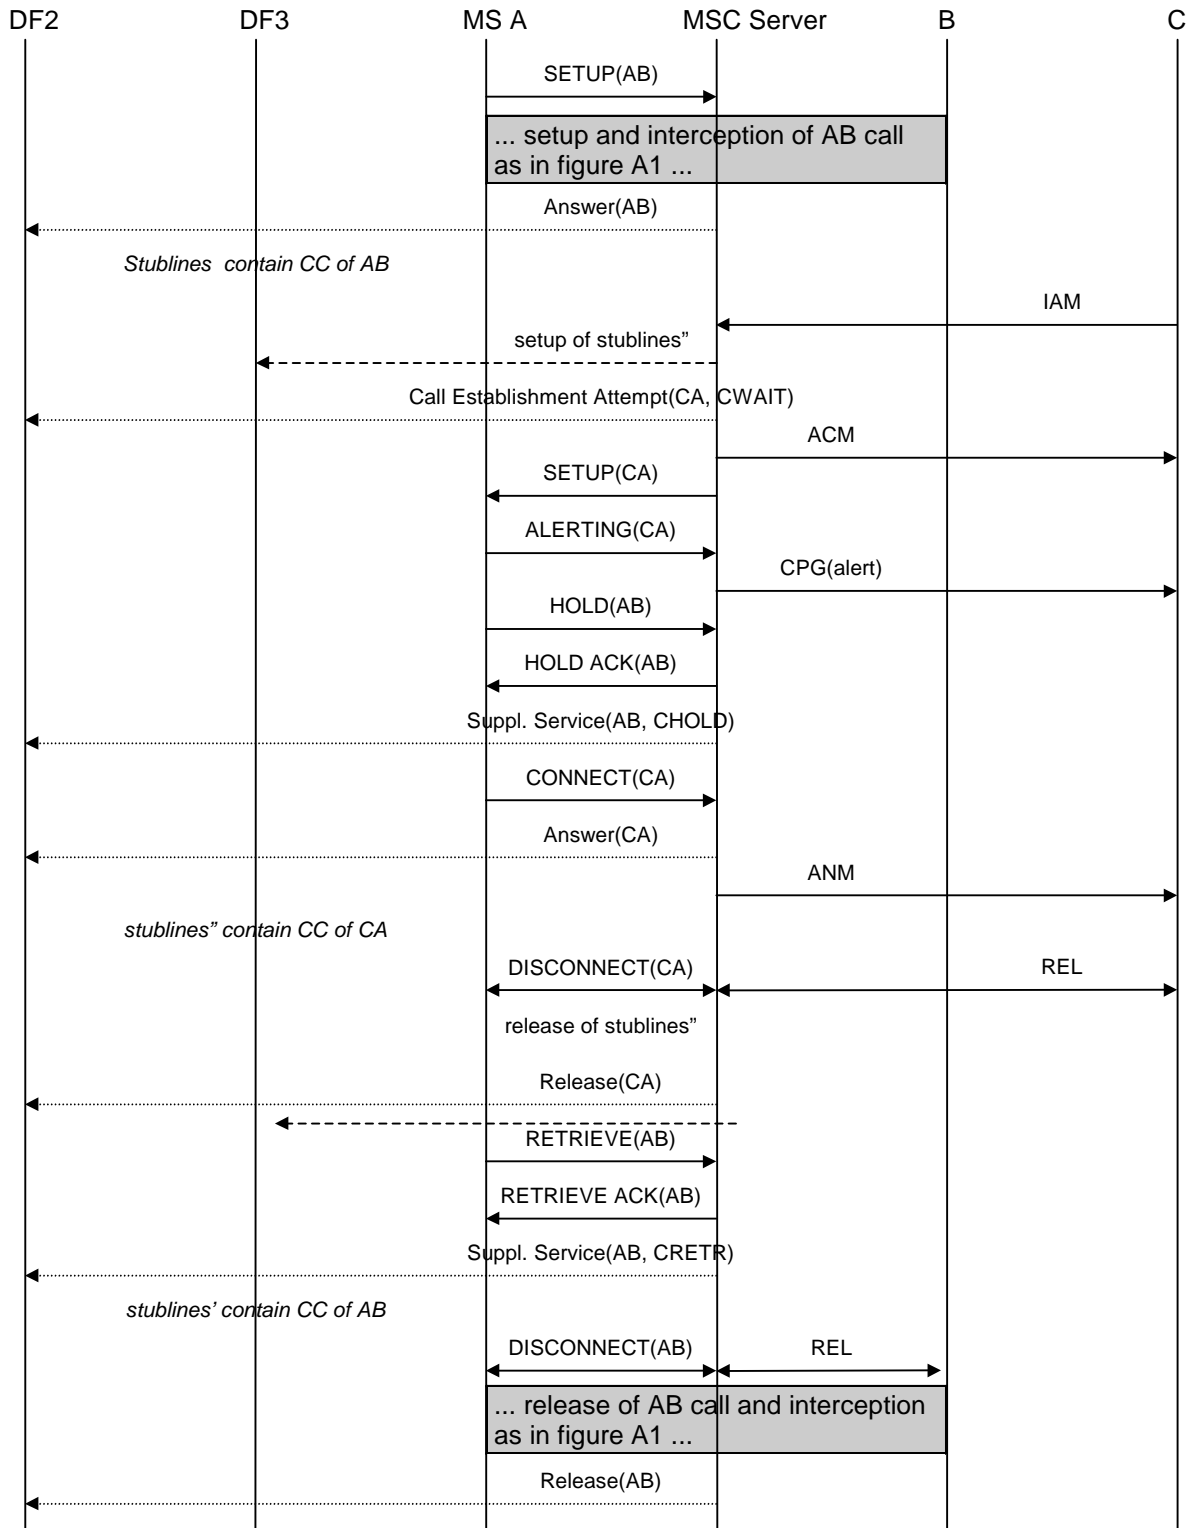 DF2 DF3 MS A MSC Server B C
SETUP(AB)
... setup and interception of AB call
as in figure A1 ...
Answer(AB)
Stublines contain CC of AB
IAM
setup of stublines”
Call Establishment Attempt(CA, CWAIT)
ACM
SETUP(CA)
ALERTING(CA)
CPG(alert)
HOLD(AB)
HOLD ACK(AB)
Suppl. Service(AB, CHOLD)
CONNECT(CA)
Answer(CA)
ANM
stublines” contain CC of CA
DISCONNECT(CA) REL
release of stublines”
Release(CA)
RETRIEVE(AB)
RETRIEVE ACK(AB)
Suppl. Service(AB, CRETR)
stublines’ contain CC of AB
DISCONNECT(AB) REL
... release of AB call and interception
as in figure A1 ...
Release(AB)